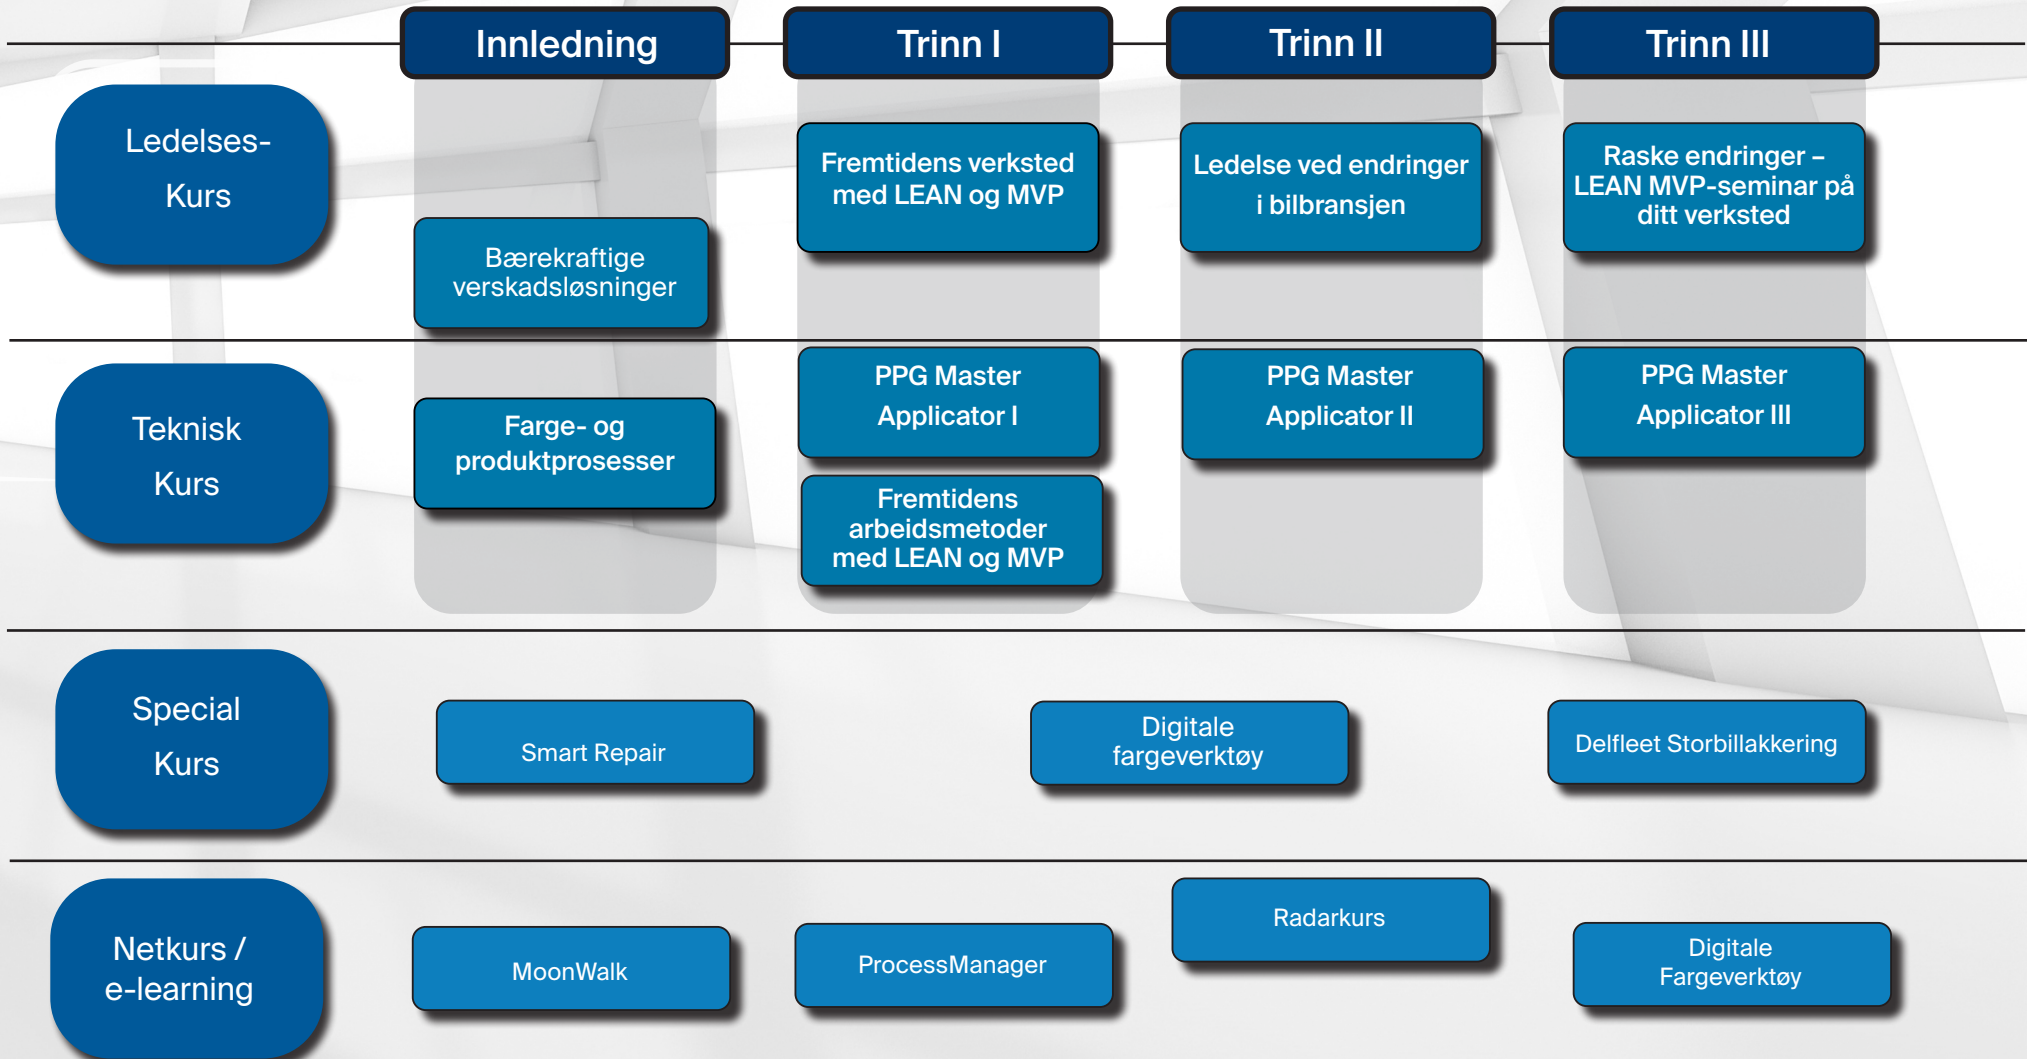 Innledning
Trinn I
Trinn II
Trinn III
Ledelses-
Kurs
Bærekraftige
verskadsløsninger
Fremtidens verksted
med LEAN og MVP
Ledelse ved endringer
i bilbransjen
Raske endringer –
LEAN MVP-seminar på
ditt verksted
Teknisk
Kurs
Farge- og
produktprosesser
PPG Master
Applicator I
Fremtidens
arbeidsmetoder
med LEAN og MVP
PPG Master
Applicator II
PPG Master
Applicator III
Special
Kurs
Smart Repair
Digitale
fargeverktøy
Delfleet Storbillakkering
Netkurs /
e-learning
MoonWalk
ProcessManager
Radarkurs
Digitale
Fargeverktøy